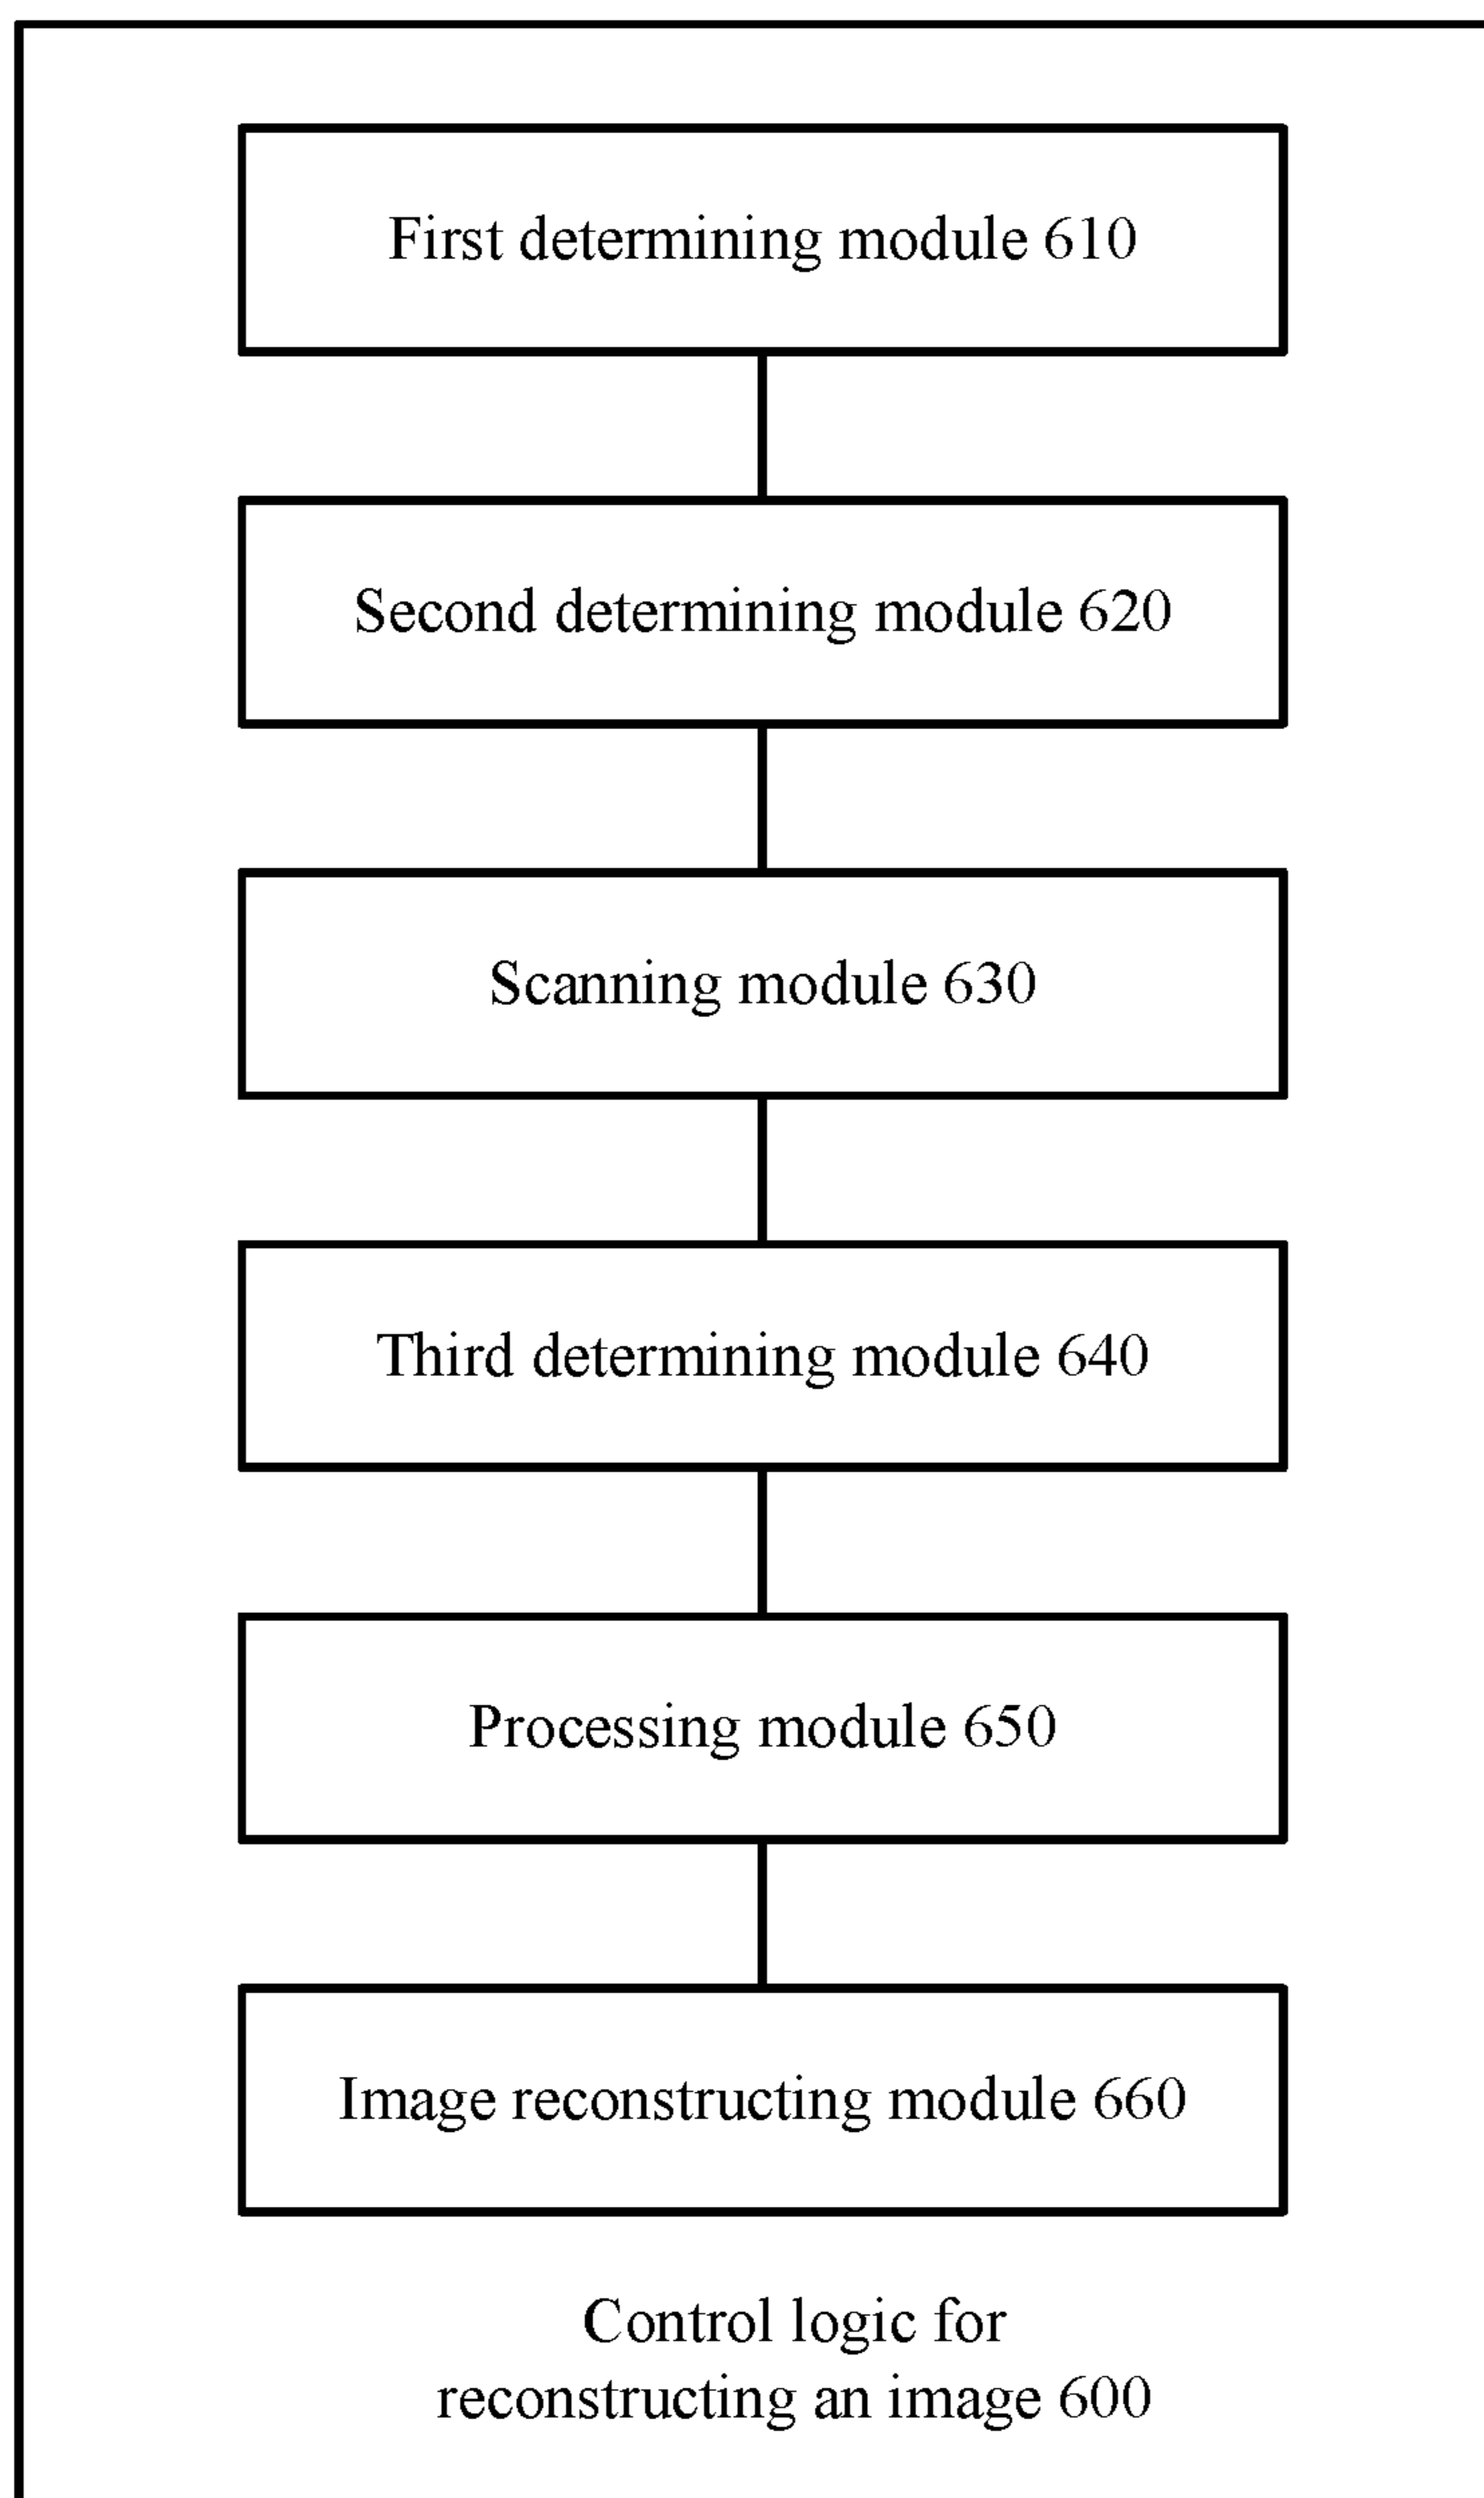 First determining module 610
Second determining module 620
Scanning module 630
Third determining module 640
Processing module 650
Image reconstructing module 660
Control logic for
reconstructing an image 600